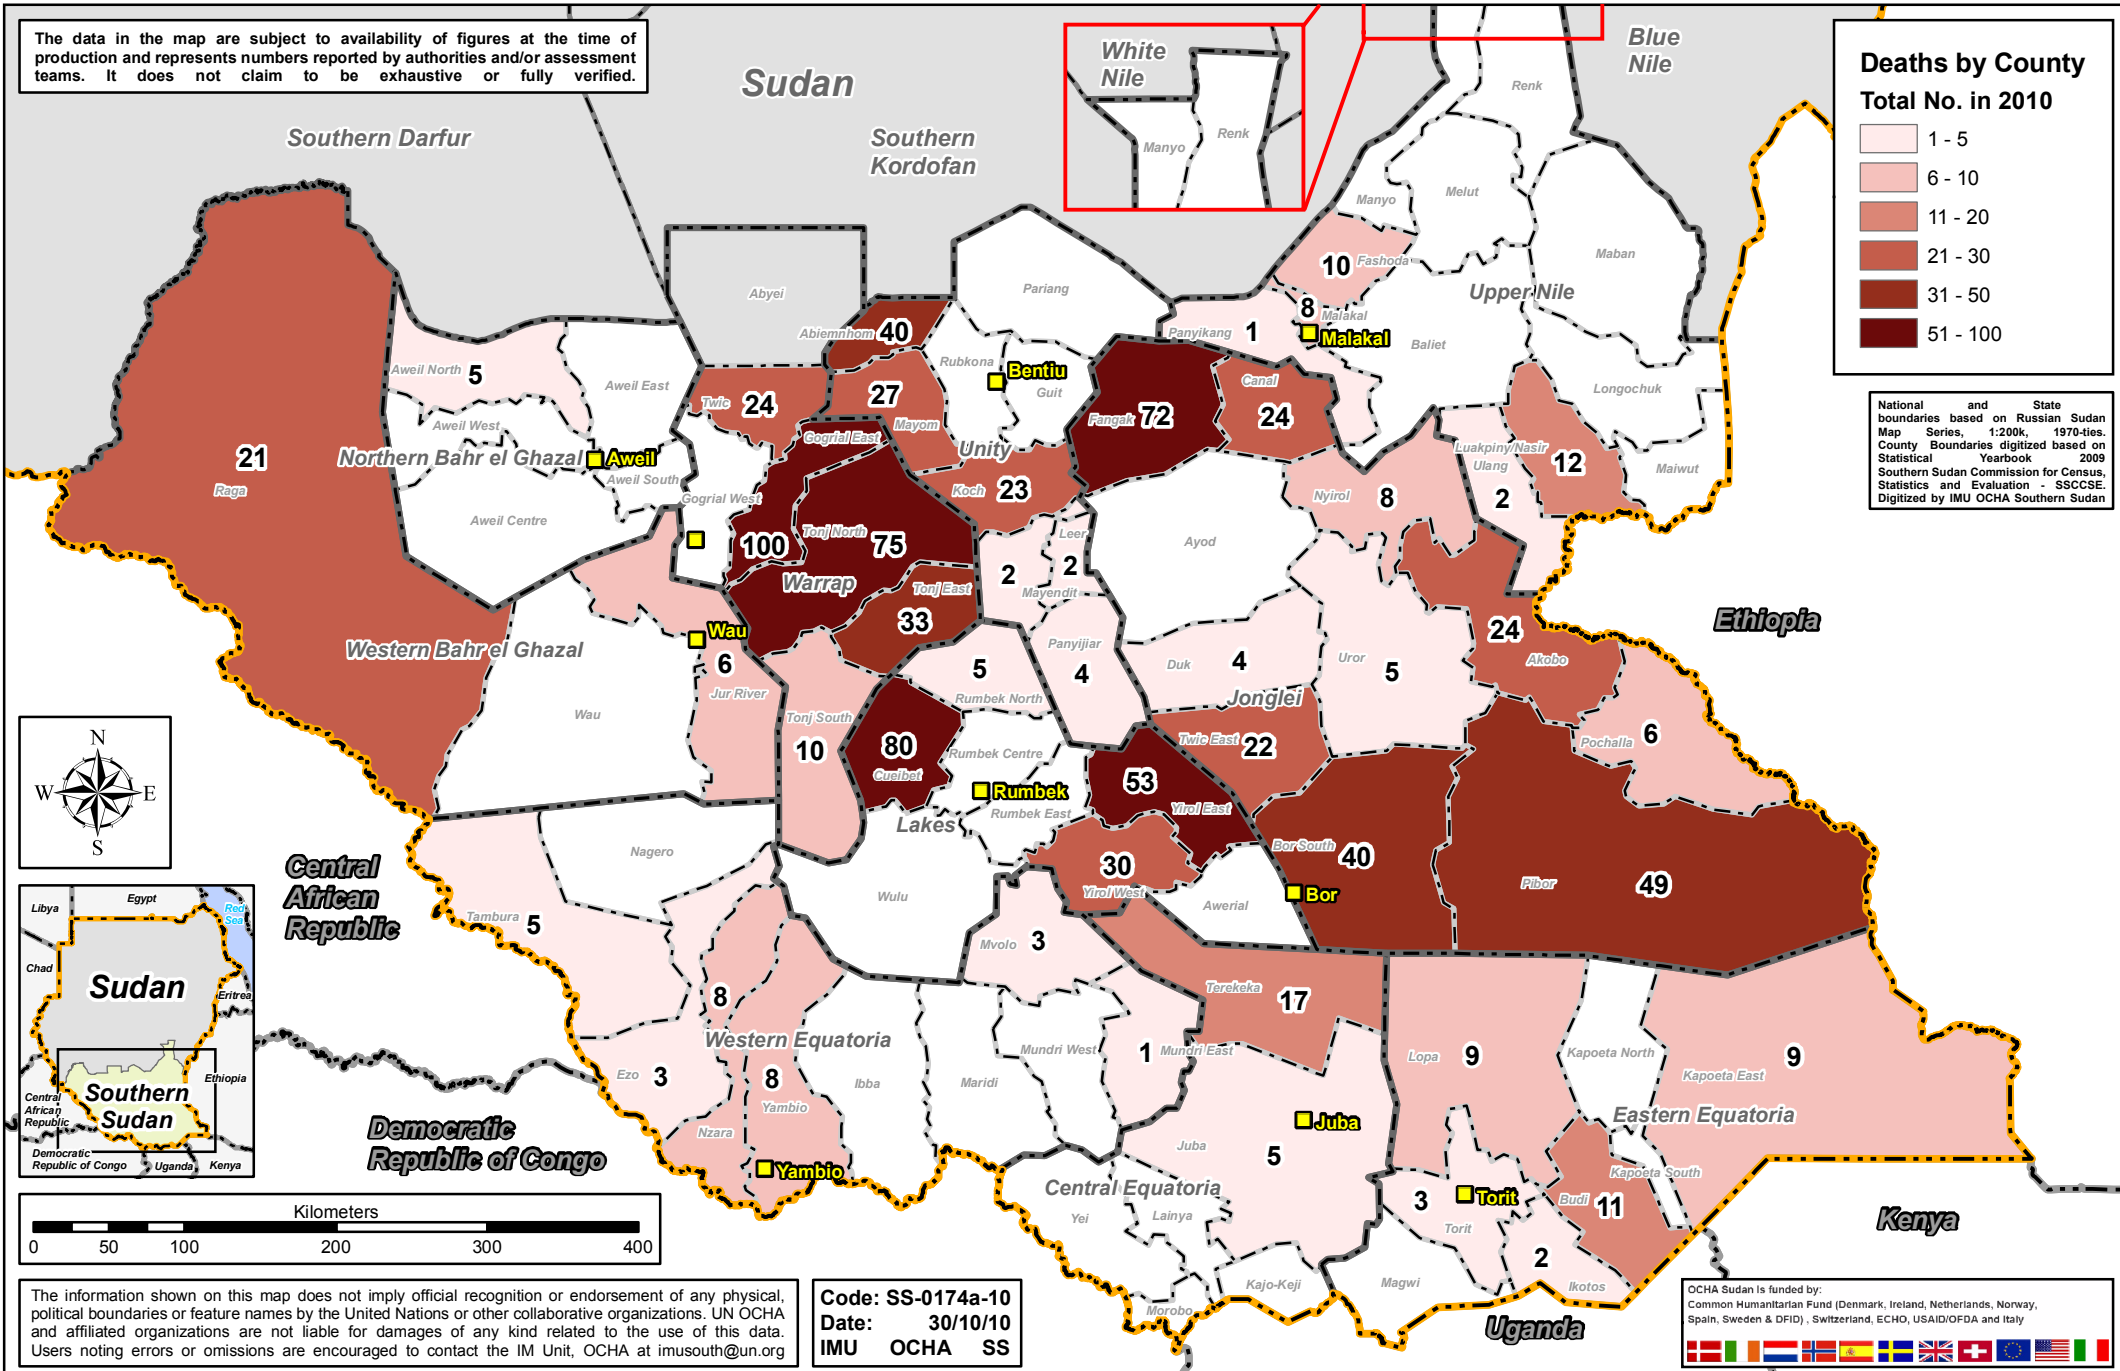 The data in the map are subject to availability of figures at the time of
production and represents numbers reported by authorities and/or assessment
teams. It does not claim to be exhaustive or fully verified.
Sudan
Southern Darfur
Southern
Kordofan
White
Nile
Manyo
Renk
Blue
Nile
Deaths by County
Total No. in 2010
1 - 5
6 - 10
11 - 20
21 - 30
31 - 50
51 - 100
National and State
boundaries based on Russian Sudan
Map Series, 1:200k, 1970-ties.
County Boundaries digitized based on
Statistical Yearbook 2009
Southern Sudan Commission for Census,
Statistics and Evaluation - SSCCSE.
Digitized by IMU OCHA Southern Sudan
Renk
Manyo
Melut
Maban
10
Fashoda
8
Malakal
Malakal
Panyikang
1
Upper Nile
Baliet
Longochuk
Maiwut
Luakpiny/Nasir
12
Ulang
2
Abyei
Pariang
Abiemnhom
40
Rubkona
Bentiu
Guit
27
Mayom
Unity
Koch
23
Leer
2
2
Mayendit
Panyijiar
4
Fangak
72
Canal
24
Nyirol
8
Ayod
Duk
4
Uror
5
24
Akobo
Jonglei
Twic East
22
Pochalla
6
Bor South
40
Bor
Pibor
49
Ethiopia
Aweil North
5
Aweil East
Aweil West
Northern Bahr el Ghazal
Aweil
Aweil South
Aweil Centre
21
Raga
Western Bahr el Ghazal
Wau
Wau
6
Jur River
Twic
24
Gogrial East
Gogrial West
100
Tonj North
75
Warrap
Tonj East
33
Tonj South
10
5
Rumbek North
80
Cueibet
Rumbek Centre
Rumbek
Rumbek East
Lakes
53
Yirol East
30
Yirol West
Awerial
Wulu
N
W
E
S
Central
African
Republic
Nagero
Tambura
5
8
Western Equatoria
Ezo
3
8
Yambio
Nzara
Yambio
Ibba
Maridi
Mundri West
Mvolo
3
1
Mundri East
Terekeka
17
Juba
Juba
5
Central Equatoria
Yei
Lainya
Kajo-Keji
Morobo
Lopa
9
Kapoeta North
Kapoeta East
9
Eastern Equatoria
Kapoeta South
Budi
11
3
Torit
Torit
2
Ikotos
Magwi
Kenya
Uganda
Democratic
Republic of Congo
Libya
Egypt
Red
Sea
Chad
Sudan
Eritrea
Southern
Sudan
Ethiopia
Central
African
Republic
Democratic
Republic of Congo
Uganda
Kenya
Kilometers
0 50 100 200 300 400
The information shown on this map does not imply official recognition or endorsement of any physical,
political boundaries or feature names by the United Nations or other collaborative organizations. UN OCHA
and affiliated organizations are not liable for damages of any kind related to the use of this data.
Users noting errors or omissions are encouraged to contact the IM Unit, OCHA at imusouth@un.org
Code: SS-0174a-10
Date: 30/10/10
IMU OCHA SS
OCHA Sudan is funded by:
Common Humanitarian Fund (Denmark, Ireland, Netherlands, Norway,
Spain, Sweden & DFID) , Switzerland, ECHO, USAID/OFDA and Italy